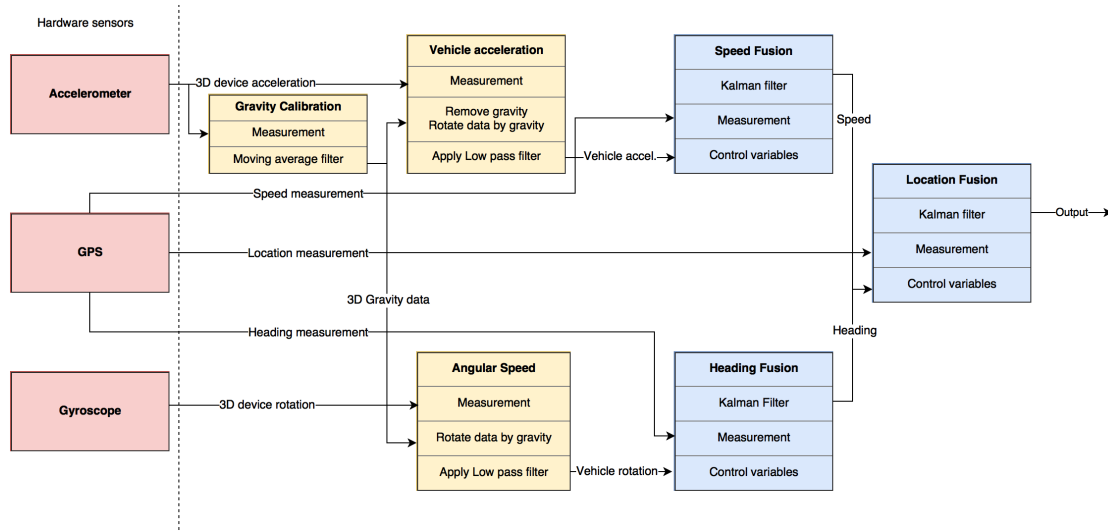 Hardware sensors
Accelerometer
GPS
Gyroscope
3D device acceleration
Gravity Calibration
Measurement
Moving average filter
Vehicle acceleration
Measurement
Remove gravity
Rotate data by gravity
Apply Low pass filter
Vehicle accel.
Speed Fusion
Kalman filter
Measurement
Control variables
Speed
Speed measurement
Location measurement
3D Gravity data
Heading measurement
Location Fusion
Kalman filter
Measurement
Control variables
Output
Heading
3D device rotation
Angular Speed
Measurement
Rotate data by gravity
Apply Low pass filter
Vehicle rotation
Heading Fusion
Kalman Filter
Measurement
Control variables